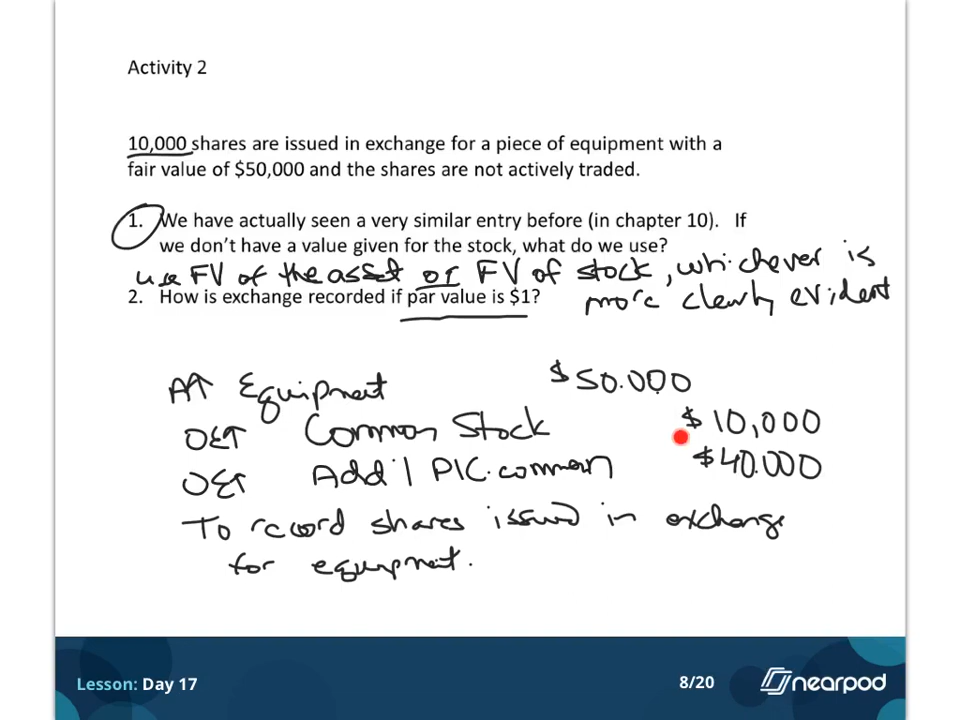 Activity 2
10,000 shares are issued in exchange for a piece of equipment with a
fair value of $50,000 and the shares are not actively traded.
1. We have actually seen a very similar entry before (in chapter 10). If
we don't have a value given for the stock, what do we use?
use FV of the asset or FV of stock, whichever is
more clearly evident
2. How is exchange recorded if par value is $1?
A↑ Equipment $50.000
OE↑ Common Stock $10,000
OE↑ Add'l PIC.common $40.000
To record shares issued in exchange
for equipment.
Lesson: Day 17
8/20
nearpod